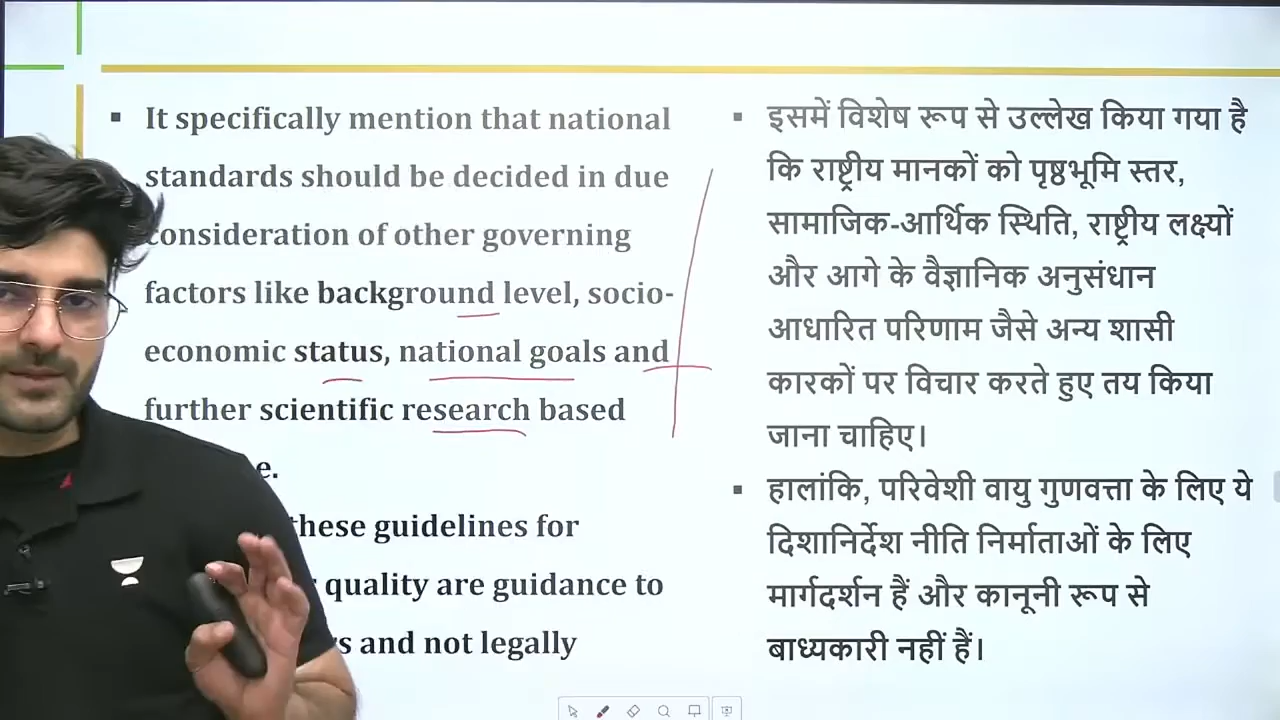 ▪ It specifically mention that national
standards should be decided in due
consideration of other governing
factors like background level, socio-
economic status, national goals and
further scientific research based
e.
these guidelines for
quality are guidance to
s and not legally
▪ इसमें विशेष रूप से उल्लेख किया गया है
कि राष्ट्रीय मानकों को पृष्ठभूमि स्तर,
सामाजिक-आर्थिक स्थिति, राष्ट्रीय लक्ष्यों
और आगे के वैज्ञानिक अनुसंधान
आधारित परिणाम जैसे अन्य शासी
कारकों पर विचार करते हुए तय किया
जाना चाहिए।
▪ हालांकि, परिवेशी वायु गुणवत्ता के लिए ये
दिशानिर्देश नीति निर्माताओं के लिए
मार्गदर्शन हैं और कानूनी रूप से
बाध्यकारी नहीं हैं।